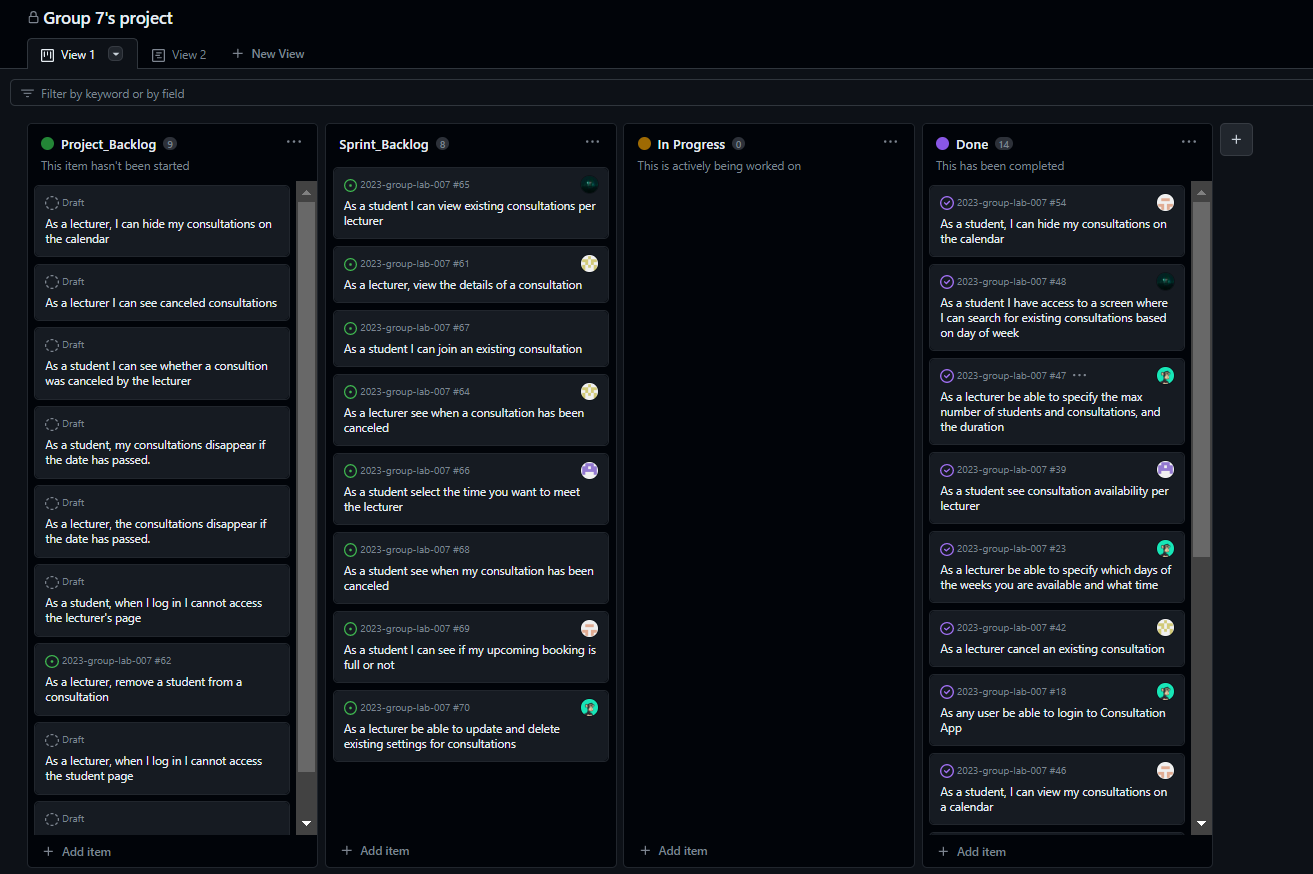 Group 7's project
View 1
View 2
New View
Filter by keyword or by field
Project_Backlog 9
This item hasn't been started
Draft
As a lecturer, I can hide my consultations on
the calendar
Draft
As a lecturer I can see canceled consultations
Draft
As a student I can see whether a consultion
was canceled by the lecturer
Draft
As a student, my consultations disappear if
the date has passed.
Draft
As a lecturer, the consultations disappear if
the date has passed.
Draft
As a student, when I log in I cannot access
the lecturer's page
2023-group-lab-007 #62
As a lecturer, remove a student from a
consultation
Draft
As a lecturer, when I log in I cannot access
the student page
Draft
Add item
Sprint_Backlog 8
2023-group-lab-007 #65
As a student I can view existing consultations per
lecturer
2023-group-lab-007 #61
As a lecturer, view the details of a consultation
2023-group-lab-007 #67
As a student I can join an existing consultation
2023-group-lab-007 #64
As a lecturer see when a consultation has been
canceled
2023-group-lab-007 #66
As a student select the time you want to meet
the lecturer
2023-group-lab-007 #68
As a student see when my consultation has been
canceled
2023-group-lab-007 #69
As a student I can see if my upcoming booking is
full or not
2023-group-lab-007 #70
As a lecturer be able to update and delete
existing settings for consultations
Add item
In Progress 0
This is actively being worked on
Add item
Done 14
This has been completed
2023-group-lab-007 #54
As a student, I can hide my consultations on
the calendar
2023-group-lab-007 #48
As a student I have access to a screen where
I can search for existing consultations based
on day of week
2023-group-lab-007 #47
As a lecturer be able to specify the max
number of students and consultations, and
the duration
2023-group-lab-007 #39
As a student see consultation availability per
lecturer
2023-group-lab-007 #23
As a lecturer be able to specify which days of
the weeks you are available and what time
2023-group-lab-007 #42
As a lecturer cancel an existing consultation
2023-group-lab-007 #18
As any user be able to login to Consultation
App
2023-group-lab-007 #46
As a student, I can view my consultations on
a calendar
Add item